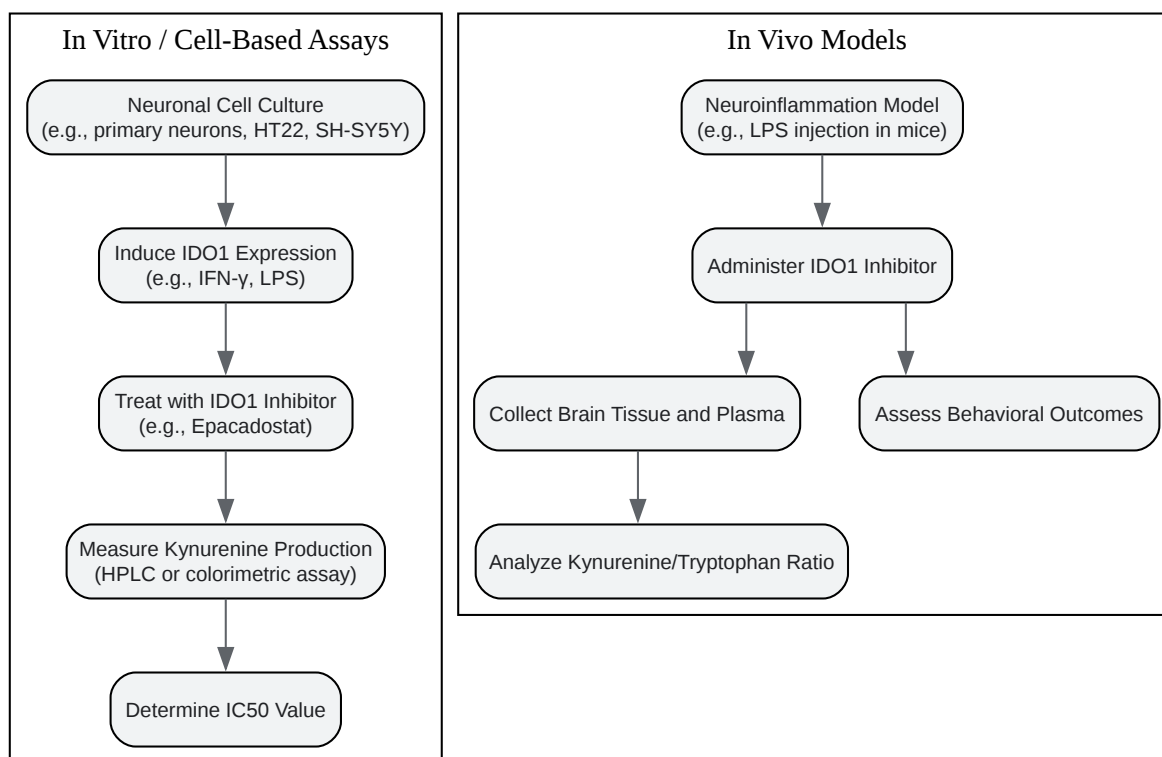 In Vitro / Cell-Based Assays
Neuronal Cell Culture
(e.g., primary neurons, HT22, SH-SY5Y)
Induce IDO1 Expression
(e.g., IFN-γ, LPS)
Treat with IDO1 Inhibitor
(e.g., Epacadostat)
Measure Kynurenine Production
(HPLC or colorimetric assay)
Determine IC50 Value
In Vivo Models
Neuroinflammation Model
(e.g., LPS injection in mice)
Administer IDO1 Inhibitor
Collect Brain Tissue and Plasma
Assess Behavioral Outcomes
Analyze Kynurenine/Tryptophan Ratio